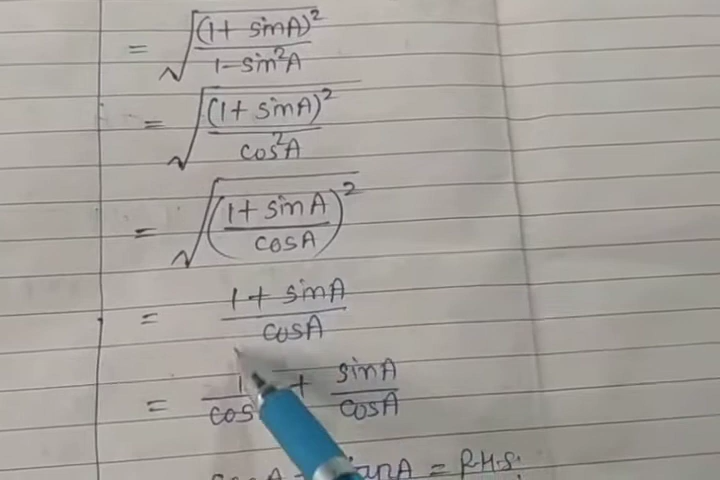 = √((1 + sinA)² / 1 - sin²A)
= √((1 + sinA)² / cos²A)
= √((1 + sinA / cosA)²)
= 1 + sinA / cosA
= 1 / cos + sinA / cosA
A = R.H.S.